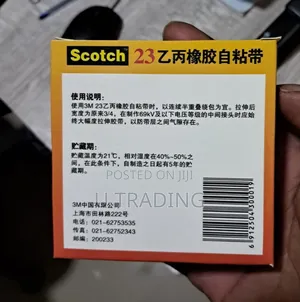 Scotch 23乙丙橡胶自粘带
使用说明:
使用3M 23乙丙橡胶自粘带时,以连续半重叠绕包为宜。拉伸后
宽度为原来3/4,在制作69kV及以下电压等级的中间接头时应始
终大幅度拉伸胶带,以防带层之间气隙存在。
贮藏期:
贮藏温度为21℃,相对湿度在40%~50%之
间。在此条件下,自制造之日起有5年的贮
藏期。
POSTED ON JIJI
U TRADING
3M中国有限公司
上海市田林路222号
电话:021-62753535
传真:021-62752343
邮编:200233
6912504430001